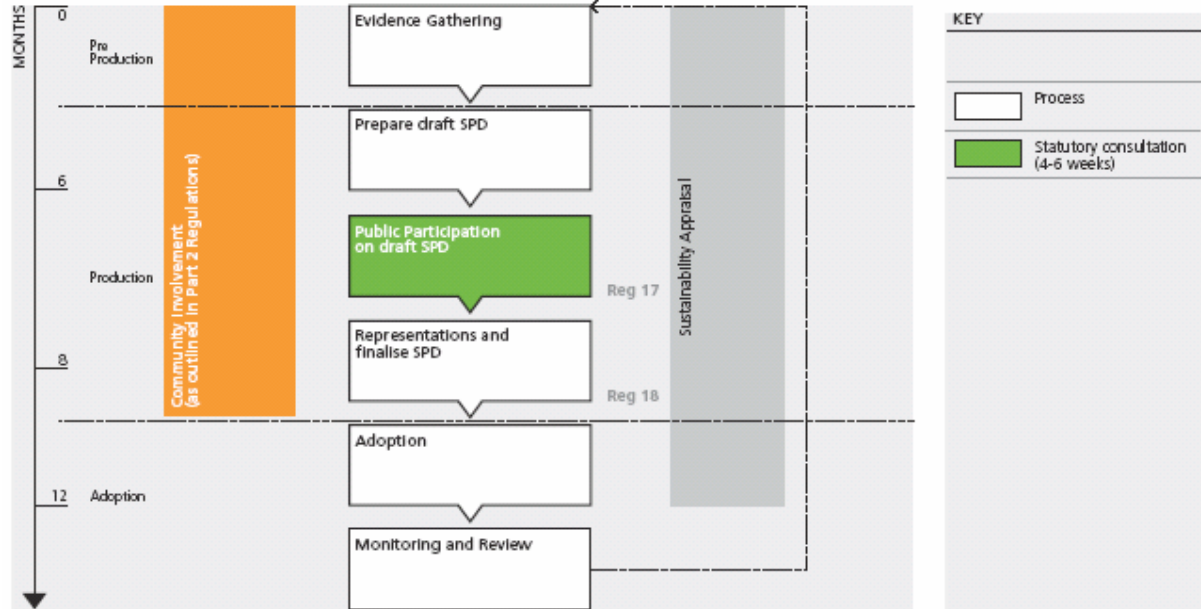 MONTHS
0
Pre
Production
6
Production
8
12
Adoption
Community Involvement
(as outlined in Part 2 Regulations)
Evidence Gathering
Prepare draft SPD
Public Participation
on draft SPD
Reg 17
Representations and
finalise SPD
Reg 18
Adoption
Monitoring and Review
Sustainability Appraisal
KEY
Process
Statutory consultation
(4-6 weeks)